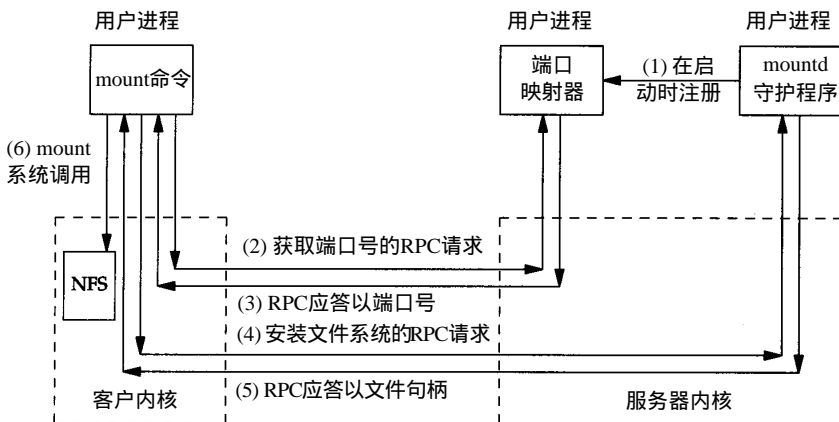 用户进程
用户进程
用户进程
mount命令
端口
映射器
(1) 在启
动时注册
mountd
守护程序
(6) mount
系统调用
(2) 获取端口号的RPC请求
NFS
(3) RPC应答以端口号
(4) 安装文件系统的RPC请求
(5) RPC应答以文件句柄
客户内核
服务器内核